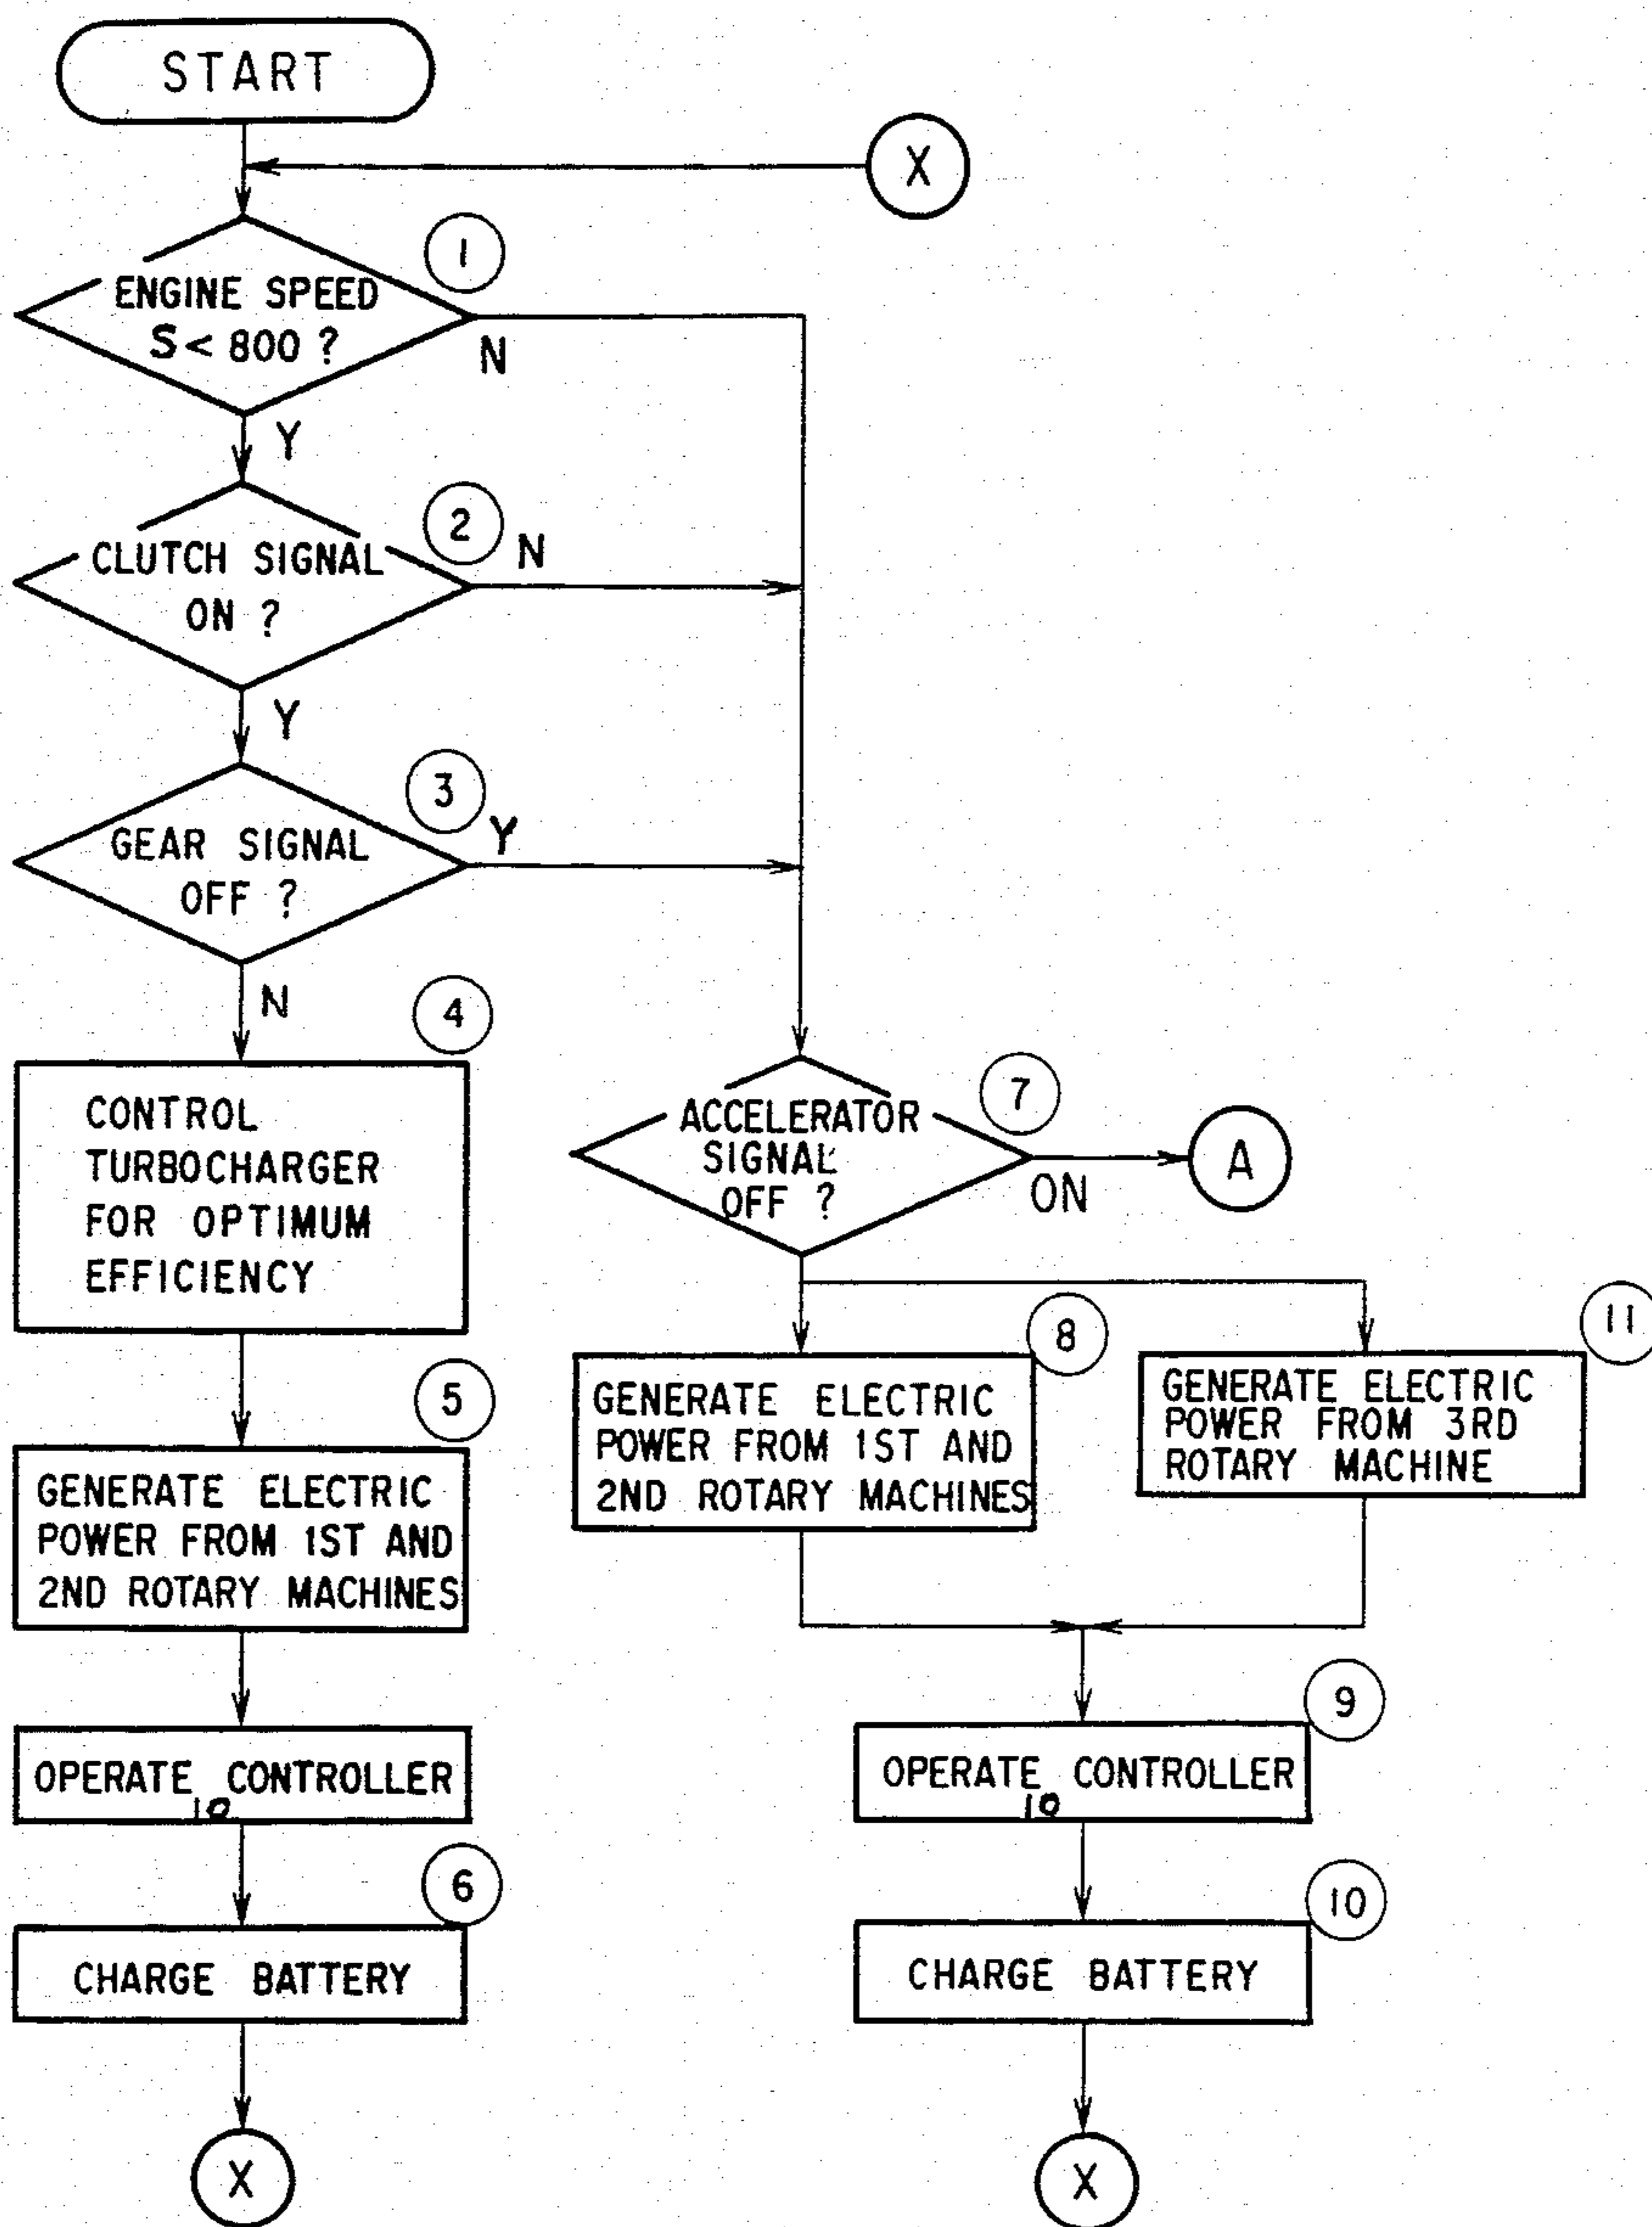 START
X
1
ENGINE SPEED
S < 800 ?
N
Y
2
N
CLUTCH SIGNAL
ON ?
Y
3
Y
GEAR SIGNAL
OFF ?
N
4
CONTROL
TURBOCHARGER
FOR OPTIMUM
EFFICIENCY
7
ACCELERATOR
SIGNAL
OFF ?
ON
A
5
GENERATE ELECTRIC
POWER FROM 1ST AND
2ND ROTARY MACHINES
8
GENERATE ELECTRIC
POWER FROM 1ST AND
2ND ROTARY MACHINES
11
GENERATE ELECTRIC
POWER FROM 3RD
ROTARY MACHINE
OPERATE CONTROLLER
10
9
OPERATE CONTROLLER
10
6
CHARGE BATTERY
10
CHARGE BATTERY
X
X